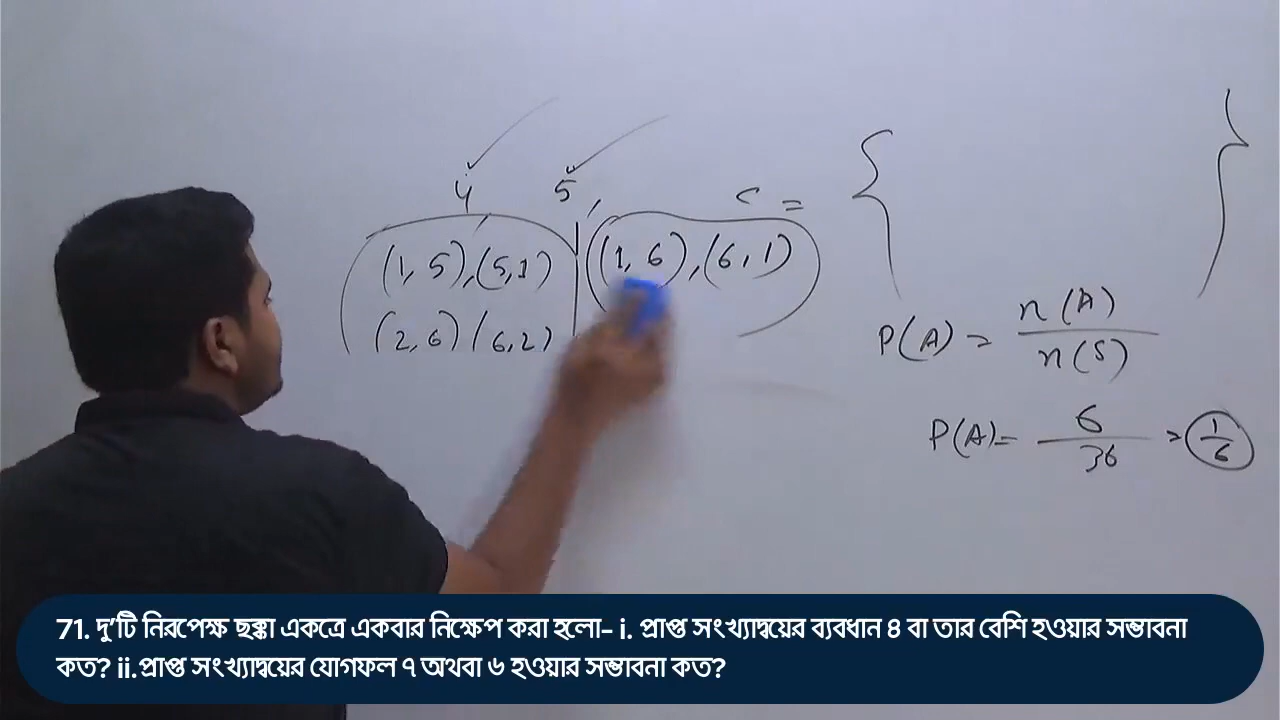 4 5,
(1, 5),(5,1) (1, 6),(6, 1)
(2,6) (6,2)
c = { }
P(A) = n(A)/n(S)
P(A)= 6/36 = 1/6
71. দু'টি নিরপেক্ষ ছক্কা একত্রে একবার নিক্ষেপ করা হলো- i. প্রাপ্ত সংখ্যাদ্বয়ের ব্যবধান ৪ বা তার বেশি হওয়ার সম্ভাবনা
কত? ii.প্রাপ্ত সংখ্যাদ্বয়ের যোগফল ৭ অথবা ৬ হওয়ার সম্ভাবনা কত?